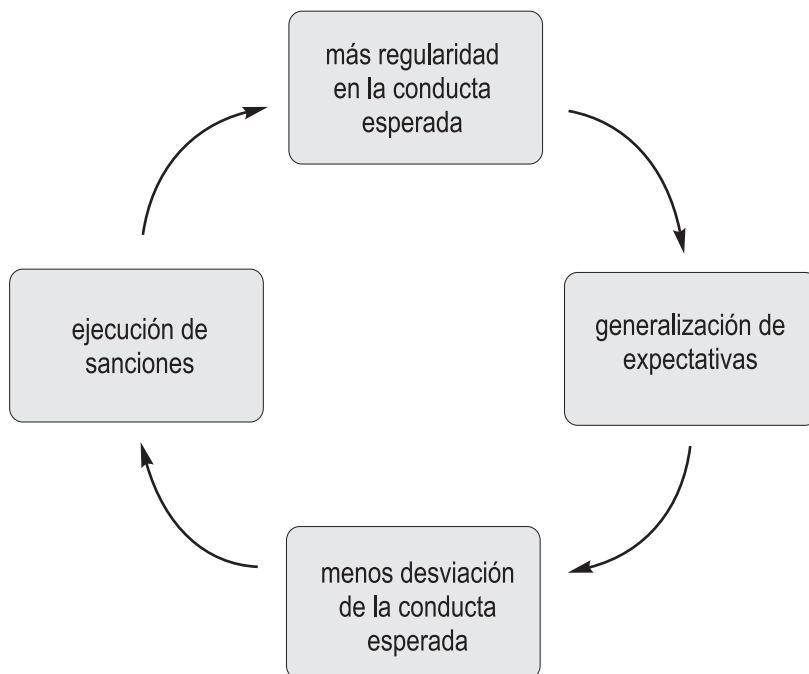 más regularidad
en la conducta
esperada
ejecución de
sanciones
generalización de
expectativas
menos desviación
de la conducta
esperada